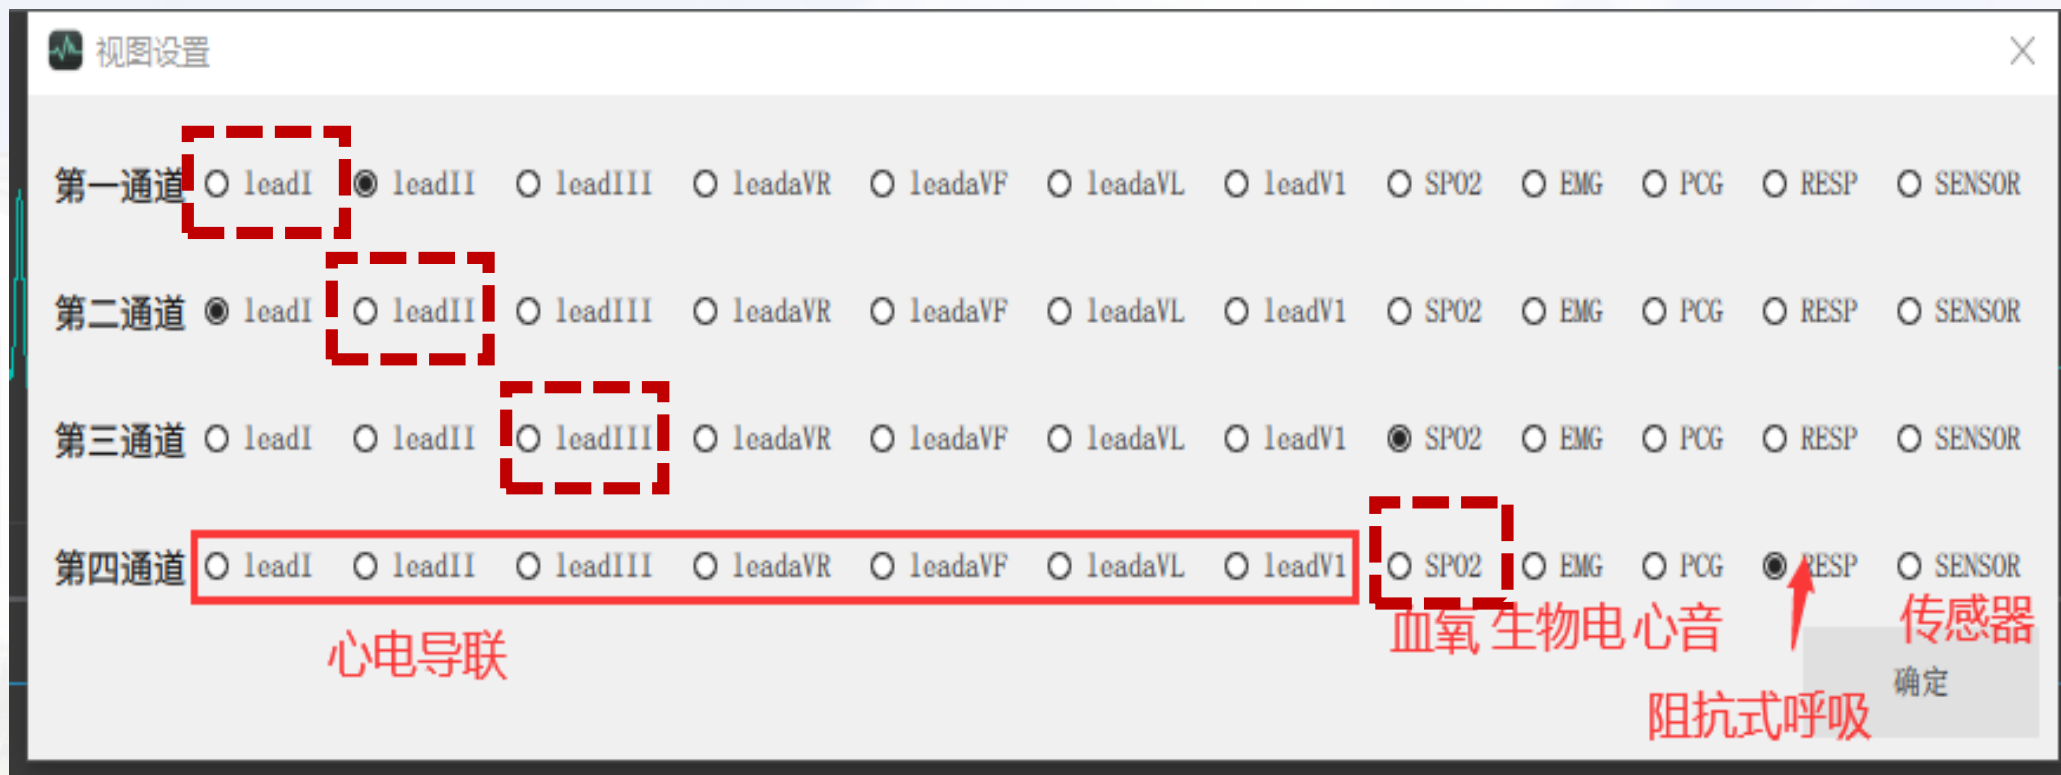 视图设置
第一通道 leadI leadII leadIII leadaVR leadaVF leadaVL leadV1 SPO2 EMG PCG RESP SENSOR
第二通道 leadI leadII leadIII leadaVR leadaVF leadaVL leadV1 SPO2 EMG PCG RESP SENSOR
第三通道 leadI leadII leadIII leadaVR leadaVF leadaVL leadV1 SPO2 EMG PCG RESP SENSOR
第四通道 leadI leadII leadIII leadaVR leadaVF leadaVL leadV1 SPO2 EMG PCG RESP SENSOR
心电导联 血氧 生物电 心音 传感器
阻抗式呼吸 确定